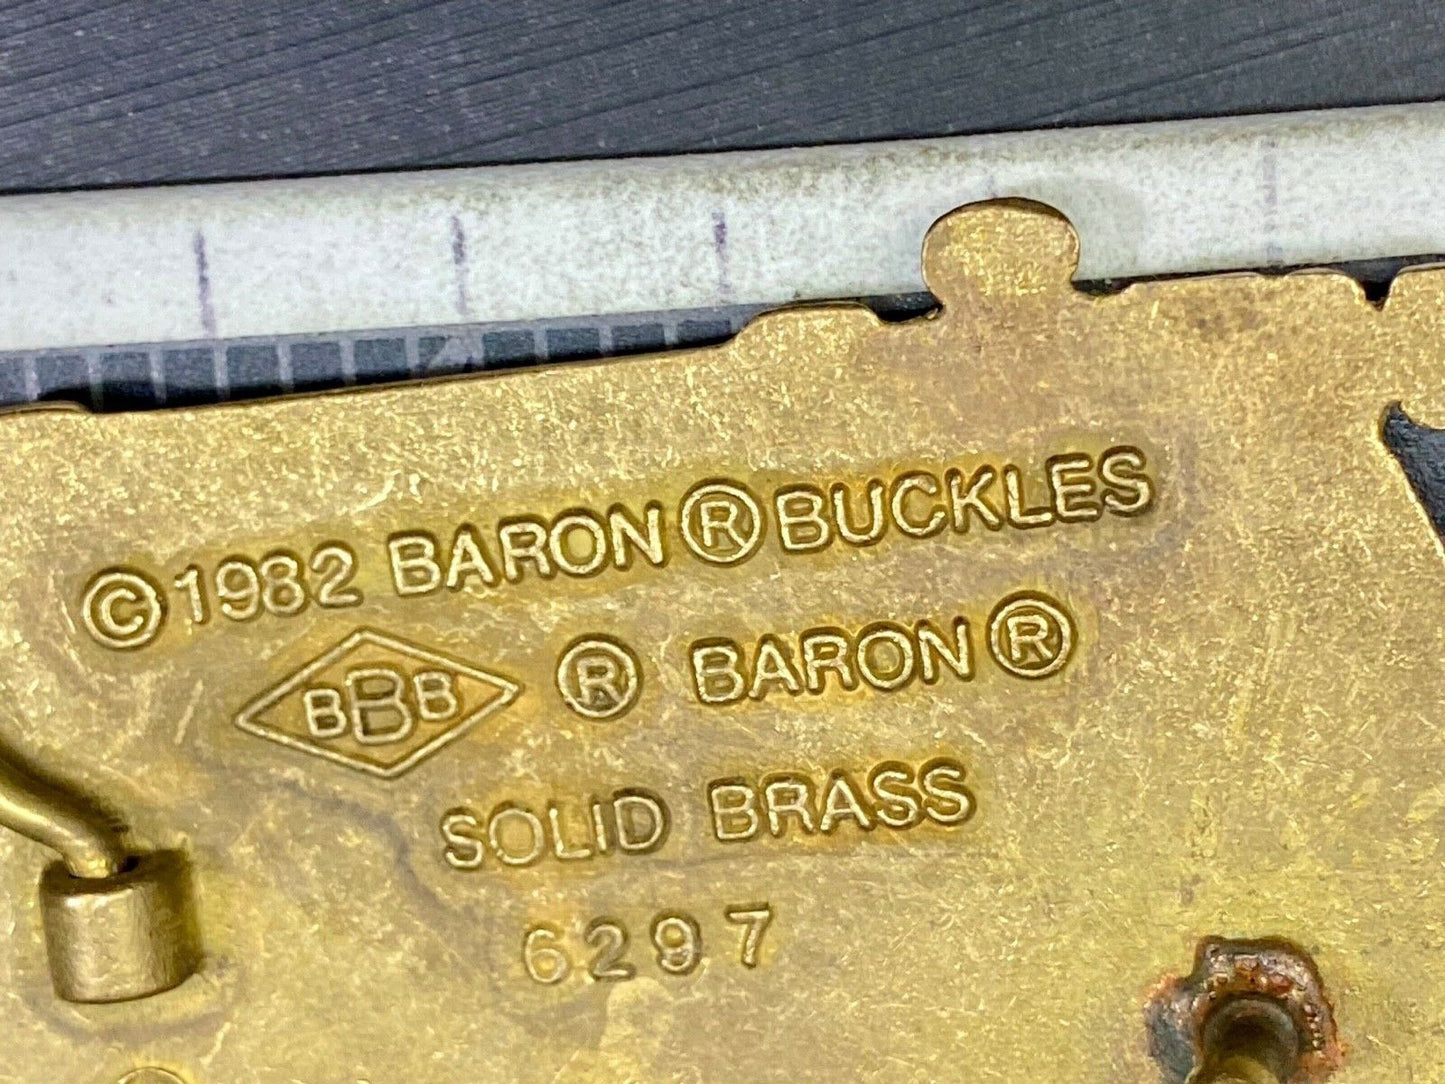 © 1982 BARON ® BUCKLES
BBB ® BARON ®
SOLID BRASS
6297